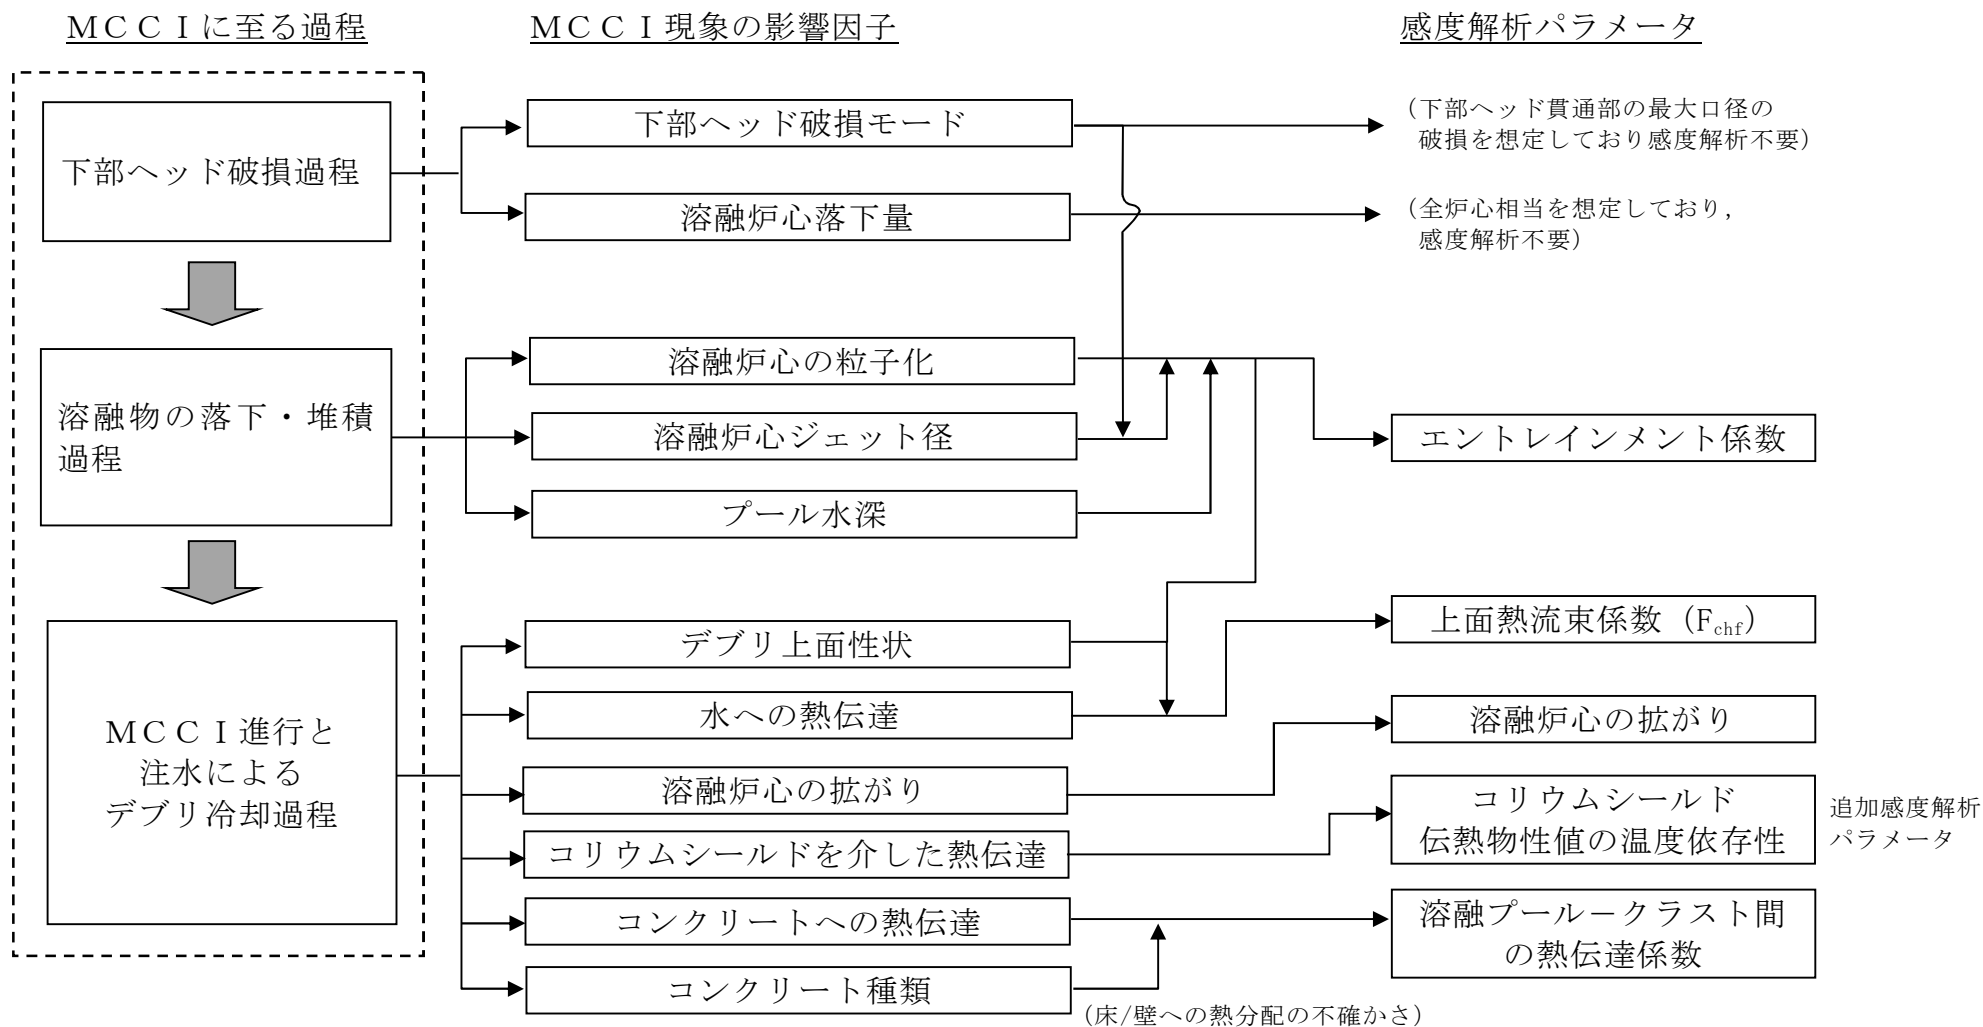 MCCIに至る過程
MCCI現象の影響因子
感度解析パラメータ
下部ヘッド破損過程
溶融物の落下・堆積
過程
MCCI進行と
注水による
デブリ冷却過程
下部ヘッド破損モード
溶融炉心落下量
溶融炉心の粒子化
溶融炉心ジェット径
プール水深
デブリ上面性状
水への熱伝達
溶融炉心の拡がり
コリウムシールドを介した熱伝達
コンクリートへの熱伝達
コンクリート種類
(床/壁への熱分配の不確かさ)
(下部ヘッド貫通部の最大口径の
破損を想定しており感度解析不要)
(全炉心相当を想定しており,
感度解析不要)
エントレインメント係数
上面熱流束係数 (Fchf)
溶融炉心の拡がり
コリウムシールド
伝熱物性値の温度依存性
追加感度解析
パラメータ
溶融プール－クラスト間
の熱伝達係数